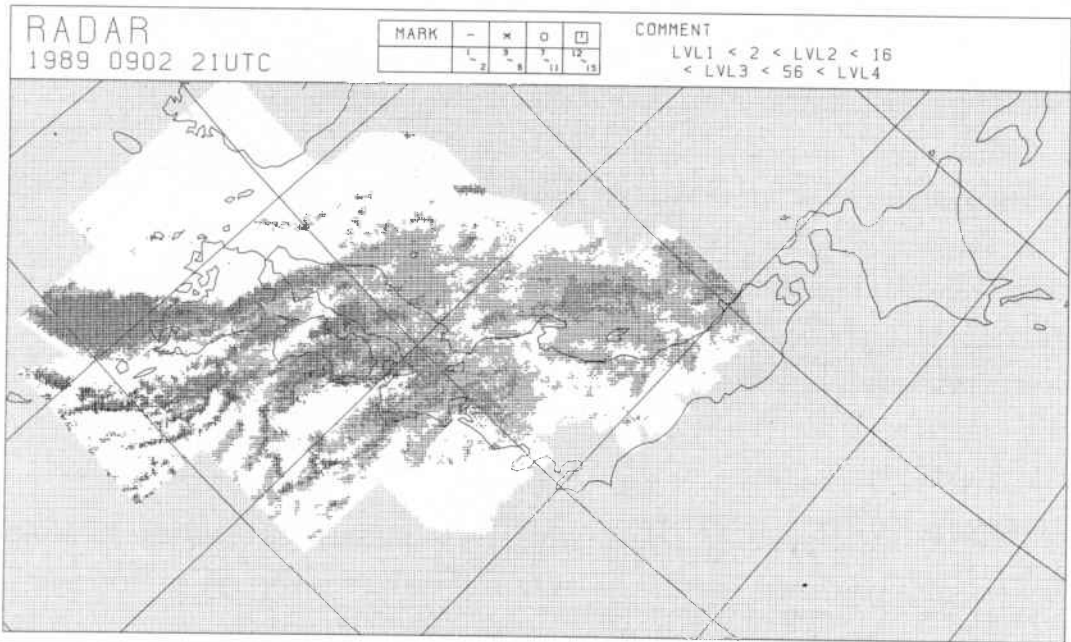 RADAR
1989 0902 21UTC
MARK - × ○ □
1~2 3~6 7~11 12~15
COMMENT
LVL1 < 2 < LVL2 < 16
< LVL3 < 56 < LVL4